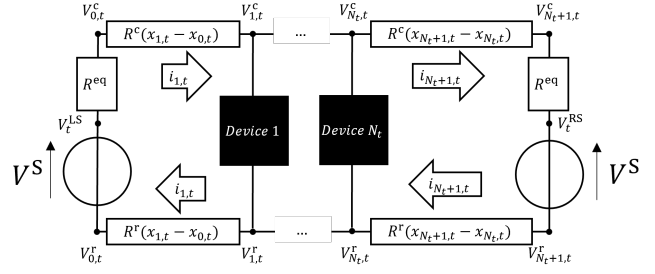 V^c_{0,t} V^c_{1,t} V^c_{N_t,t} V^c_{N_t+1,t}
R^c(x_{1,t} − x_{0,t}) ... R^c(x_{N_t+1,t} − x_{N_t,t})
i_{1,t} i_{N_t+1,t}
R^eq R^eq
V^LS_t Device 1 Device N_t V^RS_t
V^S V^S
i_{1,t} i_{N_t+1,t}
R^r(x_{1,t} − x_{0,t}) ... R^r(x_{N_t+1,t} − x_{N_t,t})
V^r_{0,t} V^r_{1,t} V^r_{N_t,t} V^r_{N_t+1,t}